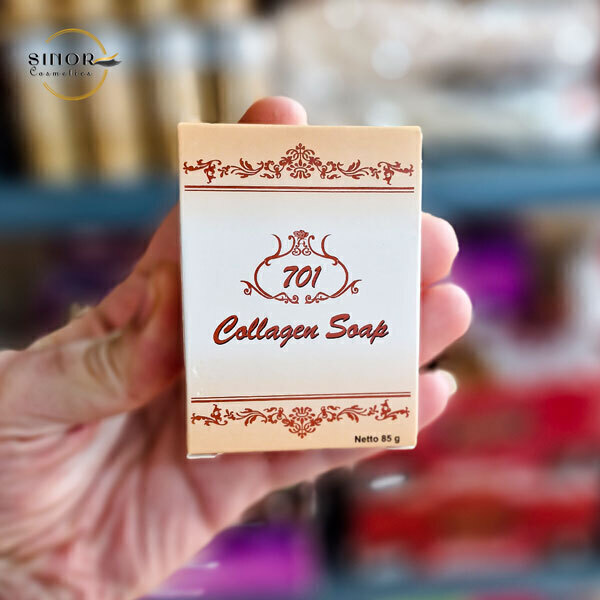 SINOR
Cosmetics
701
Collagen Soap
Netto 85 g